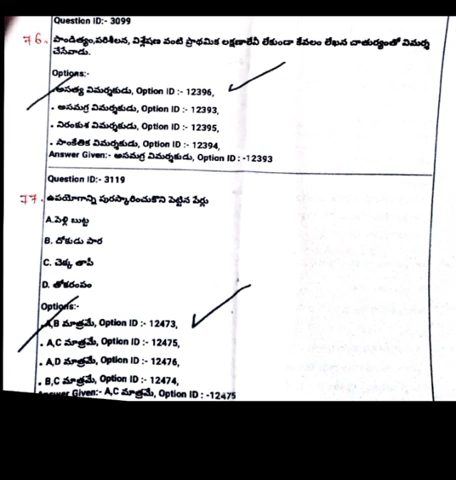 Question ID:- 3099
76. పాండిత్యం,పరిశీలన, విశ్లేషణ వంటి ప్రాథమిక లక్షణాలేవీ లేకుండా కేవలం లేఖన చాతుర్యంతో విమర్శ
చేసేవాడు.
Options:-
అసత్య విమర్శకుడు, Option ID :- 12396,
• అసమగ్ర విమర్శకుడు, Option ID :- 12393,
• నిరంకుశ విమర్శకుడు, Option ID :- 12395,
• సాంకేతిక విమర్శకుడు, Option ID :- 12394,
Answer Given:- అసమగ్ర విమర్శకుడు, Option ID : -12393
Question ID:- 3119
77. ఉపయోగాన్ని పురస్కరించుకొని పెట్టిన పేర్లు
A.పెళ్లి బుట్ట
B. దోకుడు పార
C. చెక్క తాపీ
D. తోకరంపం
Options:-
A,B మాత్రమే, Option ID :- 12473,
• A,C మాత్రమే, Option ID :- 12475,
• A,D మాత్రమే, Option ID :- 12476,
• B,C మాత్రమే, Option ID :- 12474,
Answer Given:- A,C మాత్రమే, Option ID : -12475